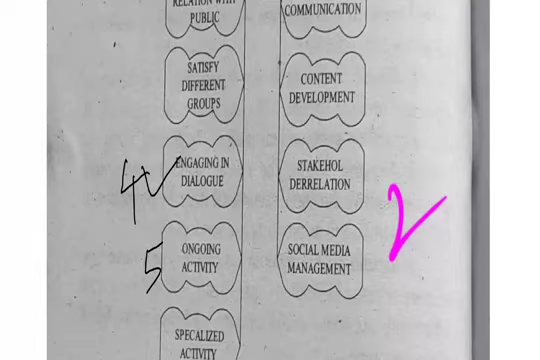 RELATION WITH
PUBLIC
SATISFY
DIFFERENT
GROUPS
4 ENGAGING IN
DIALOGUE
5 ONGOING
ACTIVITY
SPECIALIZED
ACTIVITY
COMMUNICATION
CONTENT
DEVELOPMENT
STAKEHOL
DERRELATION
SOCIAL MEDIA
MANAGEMENT
2